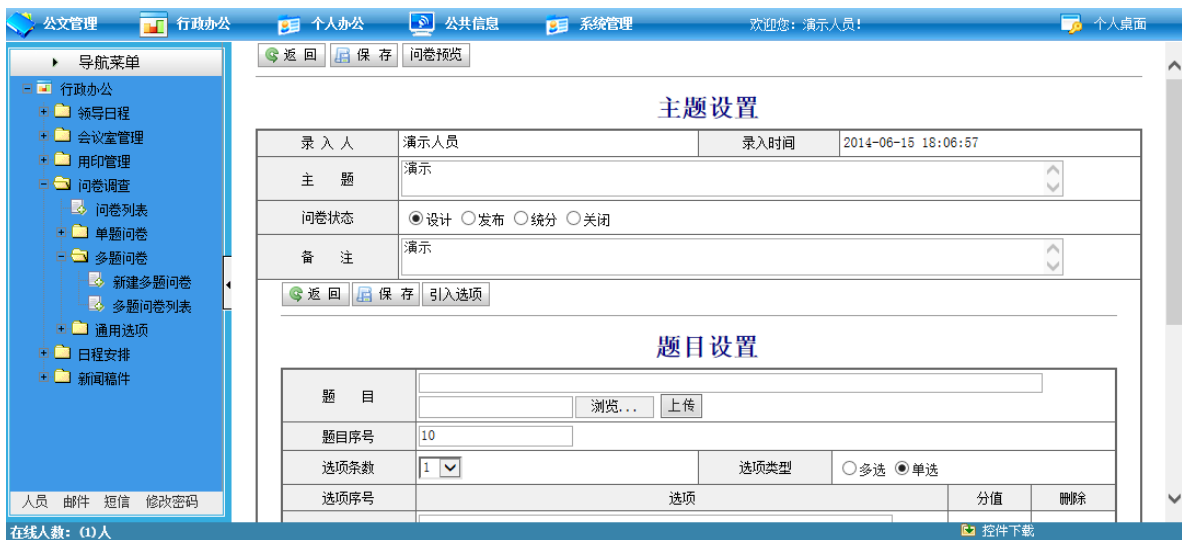 公文管理 行政办公 个人办公 公共信息 系统管理 欢迎您: 演示人员! 个人桌面
导航菜单
行政办公
领导日程
会议室管理
用印管理
问卷调查
问卷列表
单题问卷
多题问卷
新建多题问卷
多题问卷列表
通用选项
日程安排
新闻稿件
人员 邮件 短信 修改密码
返 回 保 存 问卷预览
主题设置
录 入 人 演示人员 录入时间 2014-06-15 18:06:57
主 题 演示
问卷状态 设计 发布 统分 关闭
备 注 演示
返 回 保 存 引入选项
题目设置
题 目
浏览... 上传
题目序号 10
选项条数 1 选项类型 多选 单选
选项序号 选项 分值 删除
在线人数: (1)人 控件下载